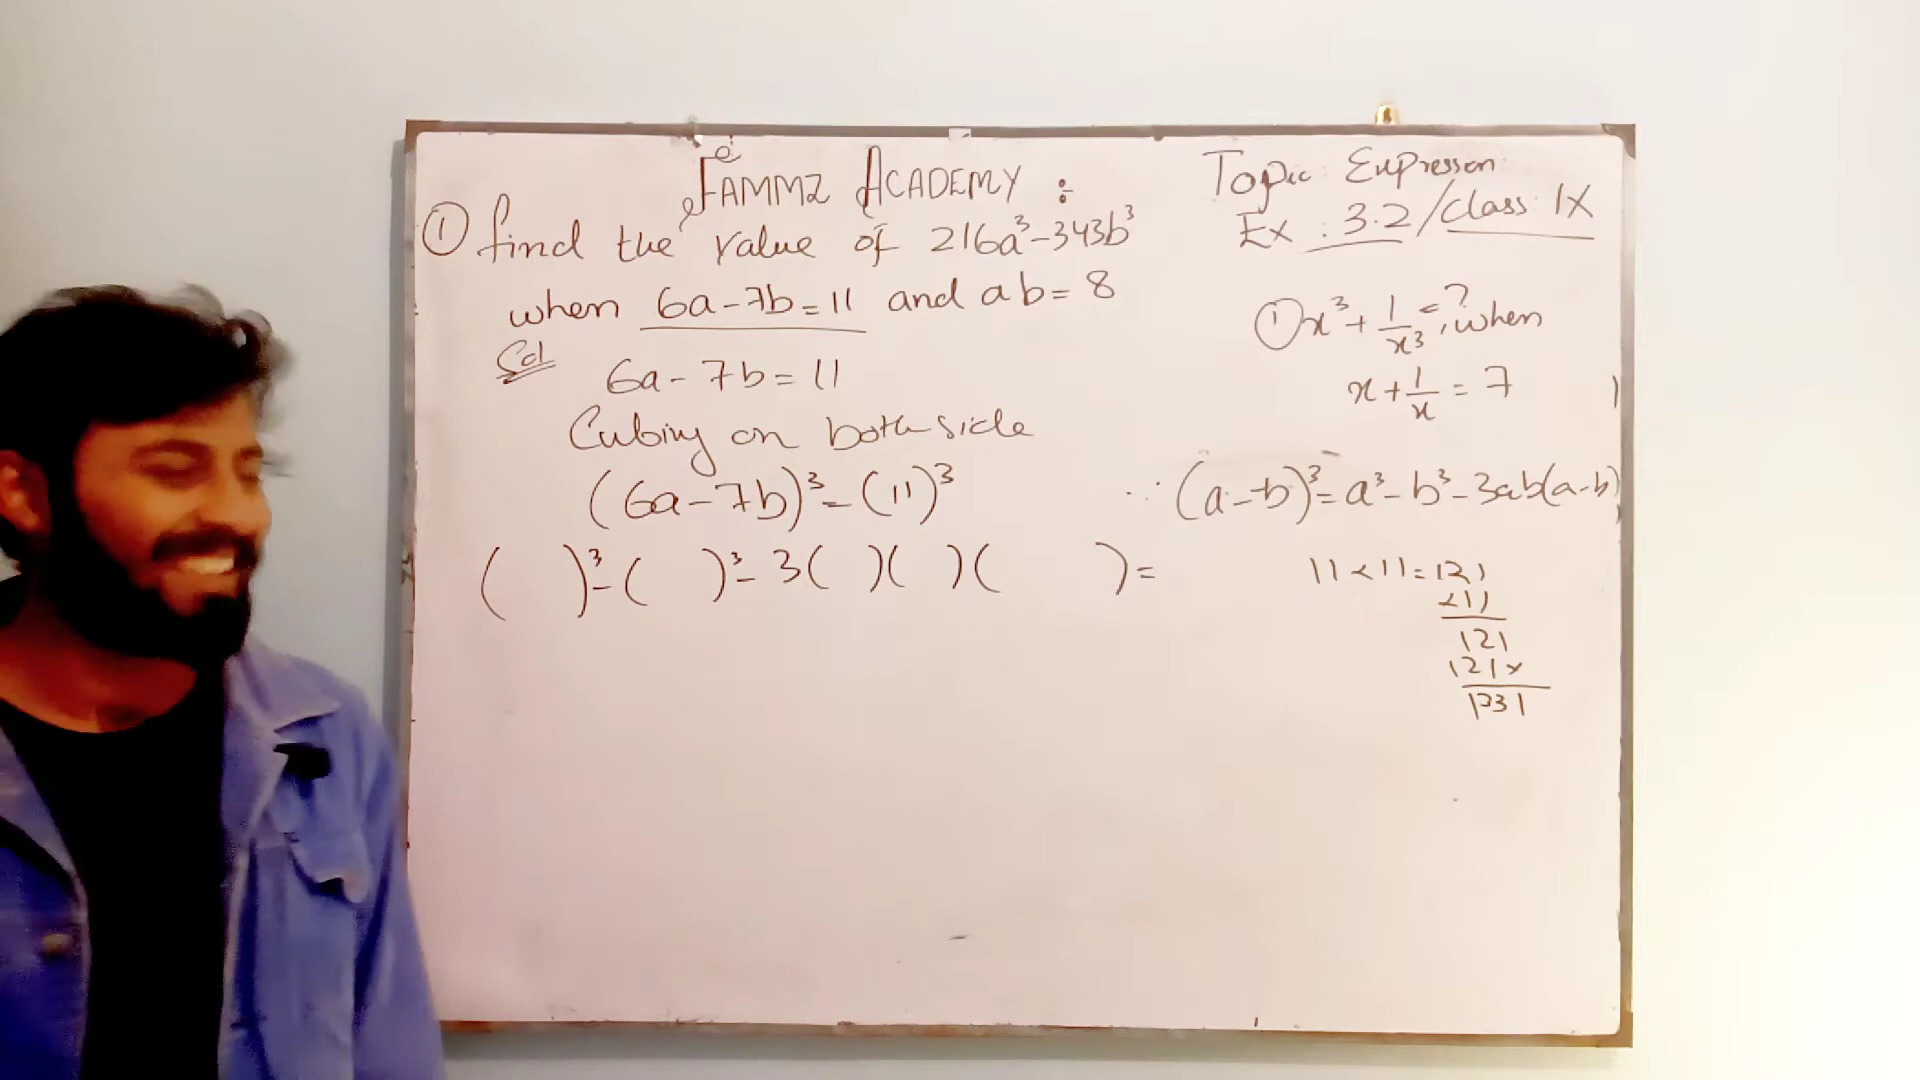 FAMMZ ACADEMY :
Topic: Expression
Ex : 3.2 / class: IX
① find the value of 216a³-343b³
when 6a-7b=11 and ab=8
Sol
6a-7b=11
Cubing on both side
(6a-7b)³=(11)³
( )³-( )³-3( )( )( )=
① x³+1/x³=?, when
x+1/x=7
∵ (a-b)³=a³-b³-3ab(a-b)
11×11=121
×11
121
121×
1331